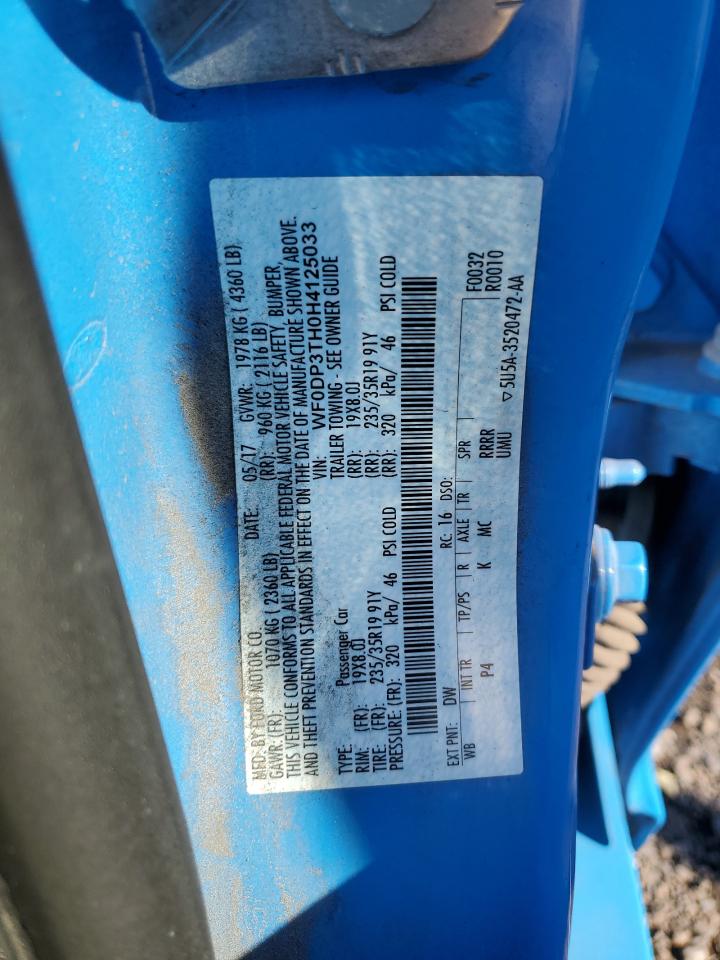 MFD. BY FORD MOTOR CO. DATE: 05/17 GVWR: 1978 KG ( 4360 LB)
GAWR: (FR): 1070 KG ( 2360 LB) (RR): 960 KG ( 2116 LB)
THIS VEHICLE CONFORMS TO ALL APPLICABLE FEDERAL MOTOR VEHICLE SAFETY, BUMPER,
AND THEFT PREVENTION STANDARDS IN EFFECT ON THE DATE OF MANUFACTURE SHOWN ABOVE.
VIN: WF0DP3TH0H4125033
TYPE: Passenger Car TRAILER TOWING - SEE OWNER GUIDE
RIM: (FR): 19X8.0J (RR): 19X8.0J
TIRE: (FR): 235/35R19 91Y (RR): 235/35R19 91Y
PRESSURE: (FR): 320 kPa/ 46 PSI COLD (RR): 320 kPa/ 46 PSI COLD
EXT PNT: DW RC: 16 DSO: F0032
WB INT TR TP/PS R AXLE TR SPR R0010
P4 K MC RRRR
UMU ▽5U5A-3520472-AA